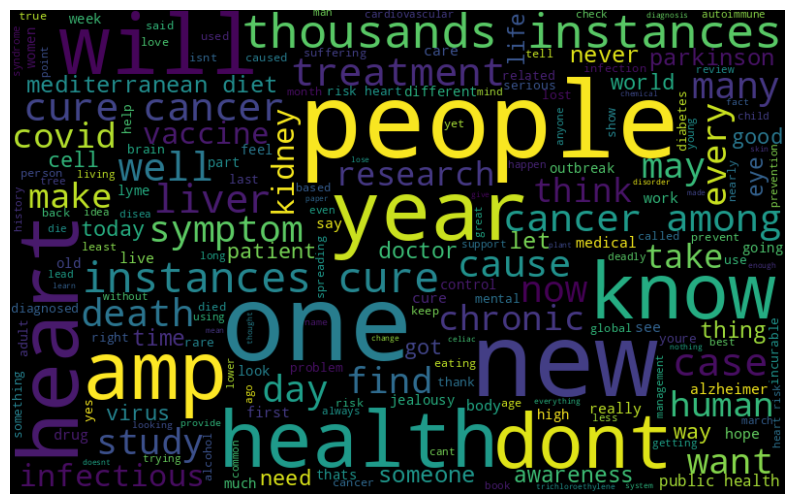 syndrome true week said man used cardiovascular check diagnosis autoimmune
women love isnt caused
point will thousands instances
suffering care life tell never infection review
mediterranean diet treatment related serious parkinson
month mind lost chemical
cure cancer risk heart different world many
people yet anyone show fact
covid help vaccine kidney diabetes young every good
cell brain feel happen outbreak may child eye skin
person living part research nearly prevention
tree lyme last based lose think work disorder
make liver paper even great give made
history back idea disea say year
die today symptom cancer among
old least live long patient spreading doctor support let plant medical called prevent going
lead instances cure cause deadly take use
without cure control now enough
diagnosed using died mental global know
heart learn death one chronic keep see youre
adult right rare thought name celiac thing
time mean change got new best nothing
something amp look problem eating case
lower ago find thank alzheimer
yes day jealousy body age high really less human heart risk incurable
drug virus looking risk everything management
provide first always way hope march
trying study health dont getting want
common alcohol need thats cant someone awareness
infectious doesnt much cancer book trichloroethylene system public health